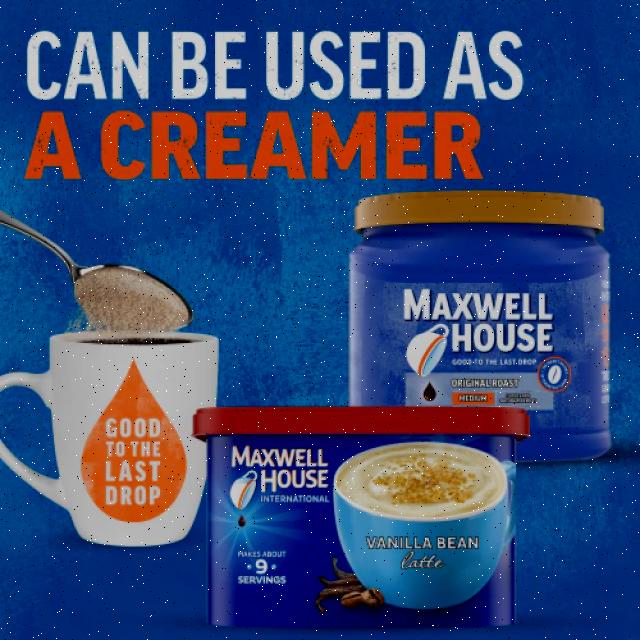 CAN BE USED AS
A CREAMER
MAXWELL
HOUSE
GOOD TO THE LAST DROP
ORIGINAL ROAST
MEDIUM
GOOD
TO THE
LAST
DROP
MAXWELL
HOUSE
INTERNATIONAL
MAKES ABOUT
9
SERVINGS
VANILLA BEAN
latte